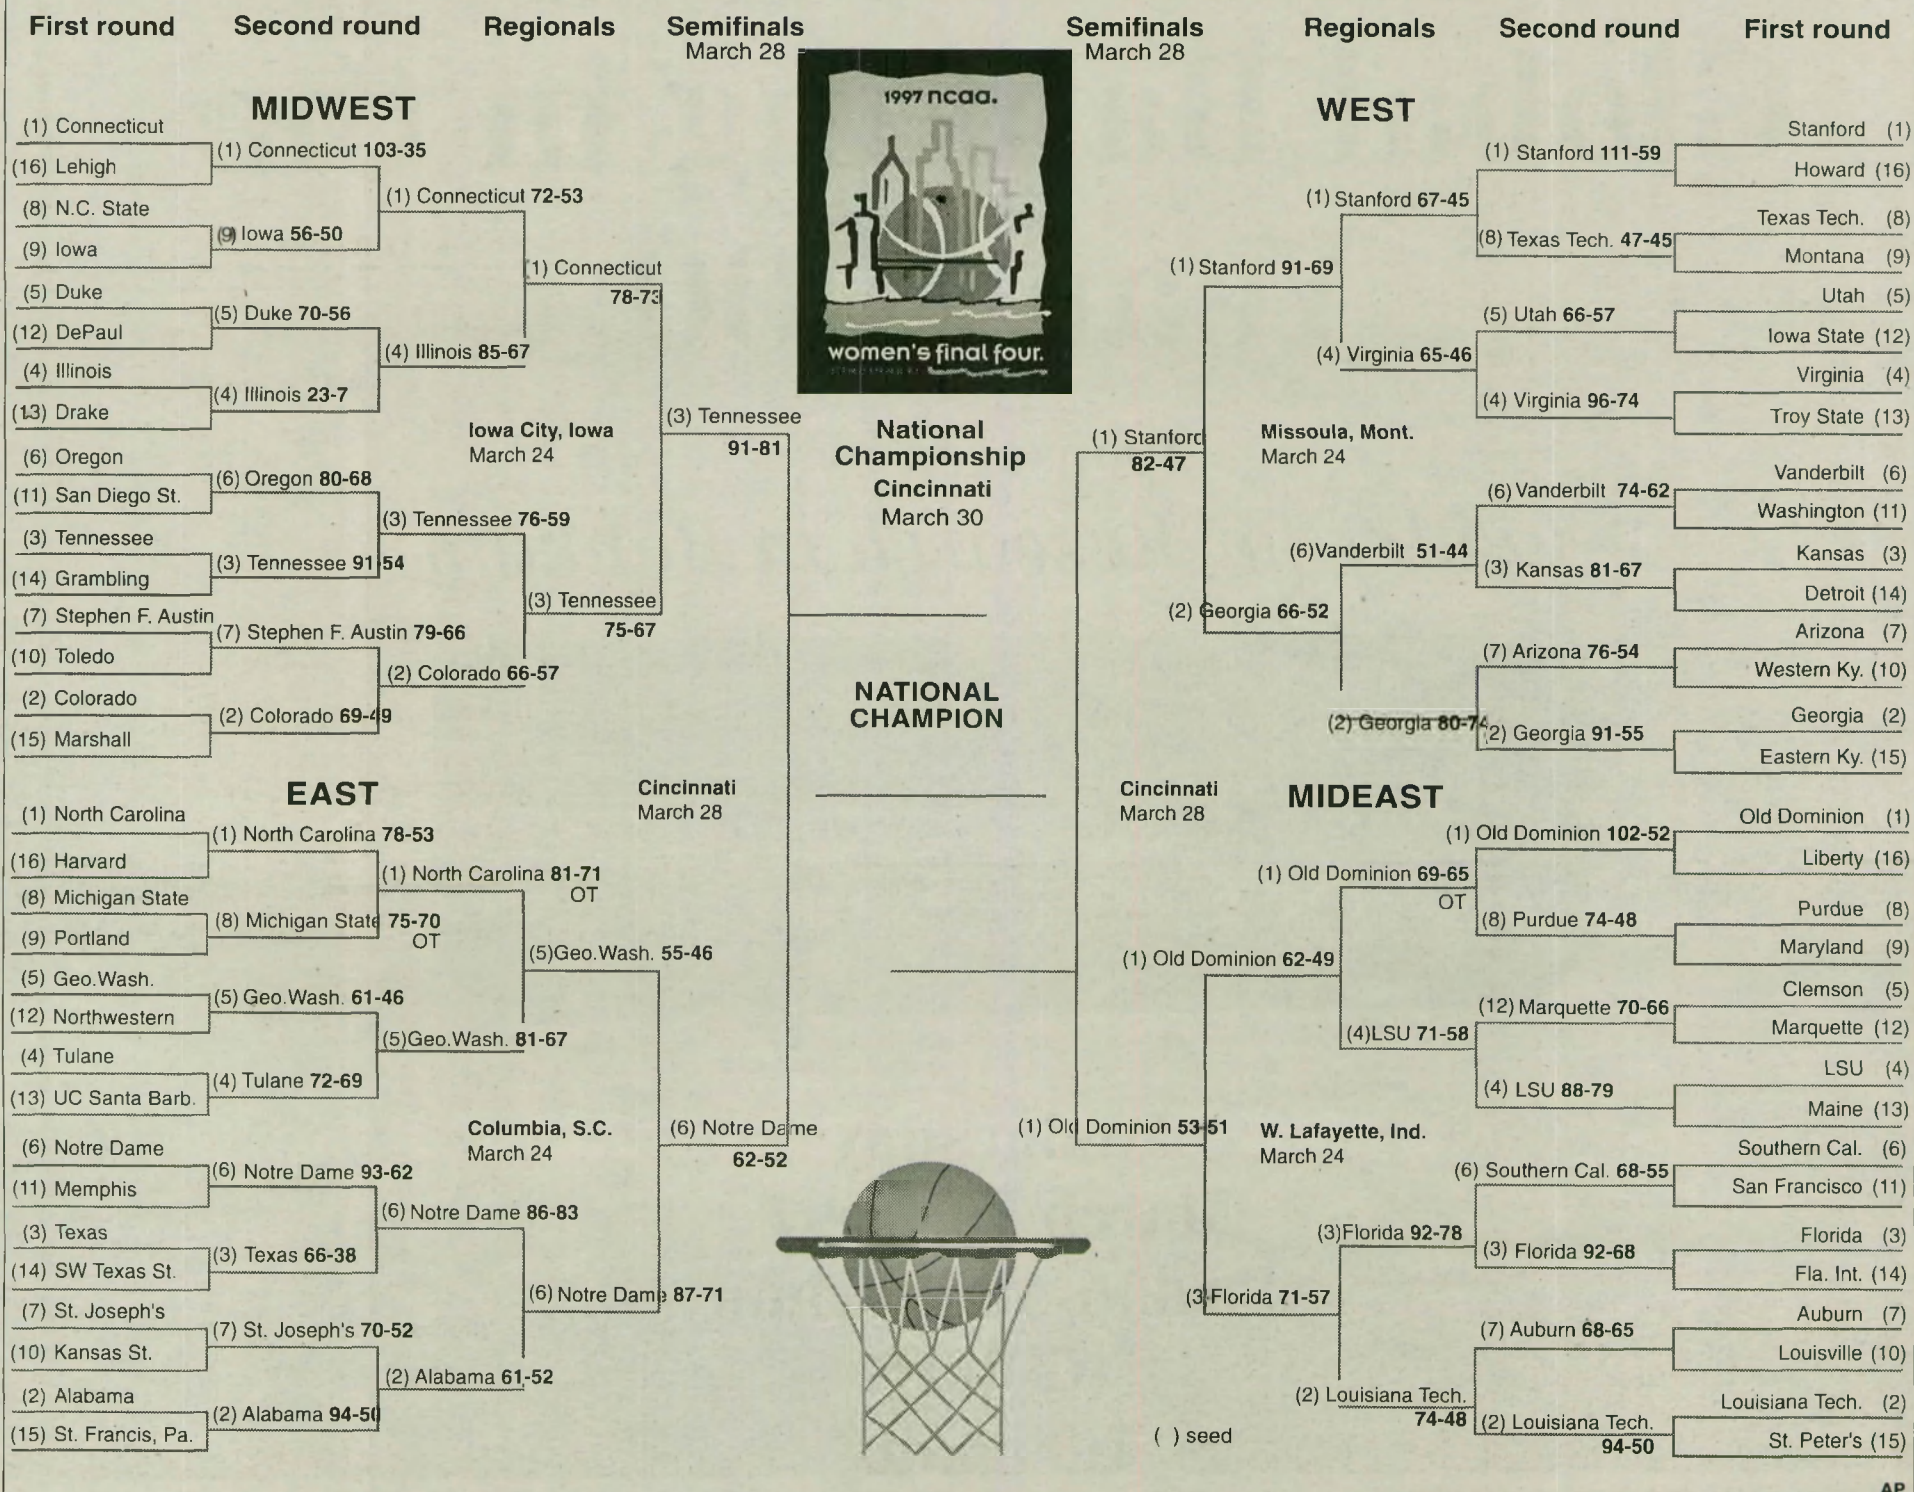 First round Second round Regionals Semifinals
March 28
Semifinals Regionals Second round First round
March 28
MIDWEST
(1) Connecticut
(16) Lehigh
(8) N.C. State
(9) Iowa
(5) Duke
(12) DePaul
(4) Illinois
(13) Drake
(6) Oregon
(11) San Diego St.
(3) Tennessee
(14) Grambling
(7) Stephen F. Austin
(10) Toledo
(2) Colorado
(15) Marshall
(1) Connecticut 103-35
(9) Iowa 56-50
(5) Duke 70-56
(4) Illinois 23-7
(6) Oregon 80-68
(3) Tennessee 91-54
(7) Stephen F. Austin 79-66
(2) Colorado 69-49
(1) Connecticut 72-53
(4) Illinois 85-67
(3) Tennessee 76-59
(2) Colorado 66-57
Iowa City, Iowa
March 24
(1) Connecticut
78-73
(3) Tennessee
75-67
(3) Tennessee
91-81
EAST
(1) North Carolina
(16) Harvard
(8) Michigan State
(9) Portland
(5) Geo.Wash.
(12) Northwestern
(4) Tulane
(13) UC Santa Barb.
(6) Notre Dame
(11) Memphis
(3) Texas
(14) SW Texas St.
(7) St. Joseph's
(10) Kansas St.
(2) Alabama
(15) St. Francis, Pa.
(1) North Carolina 78-53
(8) Michigan State 75-70
OT
(5) Geo.Wash. 61-46
(4) Tulane 72-69
(6) Notre Dame 93-62
(3) Texas 66-38
(7) St. Joseph's 70-52
(2) Alabama 94-50
(1) North Carolina 81-71
OT
(5)Geo.Wash. 81-67
(6) Notre Dame 86-83
(2) Alabama 61-52
Columbia, S.C.
March 24
(5)Geo.Wash. 55-46
(6) Notre Dame 87-71
(6) Notre Dame
62-52
Cincinnati
March 28
1997 ncaa.
women's final four.
National
Championship
Cincinnati
March 30
NATIONAL
CHAMPION
WEST
Stanford (1)
Howard (16)
Texas Tech. (8)
Montana (9)
Utah (5)
Iowa State (12)
Virginia (4)
Troy State (13)
Vanderbilt (6)
Washington (11)
Kansas (3)
Detroit (14)
Arizona (7)
Western Ky. (10)
Georgia (2)
Eastern Ky. (15)
(1) Stanford 111-59
(8) Texas Tech. 47-45
(5) Utah 66-57
(4) Virginia 96-74
(6) Vanderbilt 74-62
(3) Kansas 81-67
(7) Arizona 76-54
(2) Georgia 91-55
(1) Stanford 67-45
(4) Virginia 65-46
(6)Vanderbilt 51-44
(2) Georgia 80-74
Missoula, Mont.
March 24
(1) Stanford 91-69
(2) Georgia 66-52
(1) Stanford
82-47
Cincinnati
March 28
MIDEAST
Old Dominion (1)
Liberty (16)
Purdue (8)
Maryland (9)
Clemson (5)
Marquette (12)
LSU (4)
Maine (13)
Southern Cal. (6)
San Francisco (11)
Florida (3)
Fla. Int. (14)
Auburn (7)
Louisville (10)
Louisiana Tech. (2)
St. Peter's (15)
(1) Old Dominion 102-52
(8) Purdue 74-48
(12) Marquette 70-66
(4) LSU 88-79
(6) Southern Cal. 68-55
(3) Florida 92-68
(7) Auburn 68-65
(2) Louisiana Tech.
94-50
(1) Old Dominion 69-65
OT
(4)LSU 71-58
(3)Florida 92-78
(2) Louisiana Tech.
74-48
W. Lafayette, Ind.
March 24
(1) Old Dominion 62-49
(3 Florida 71-57
(1) Old Dominion 53-51
( ) seed
AP